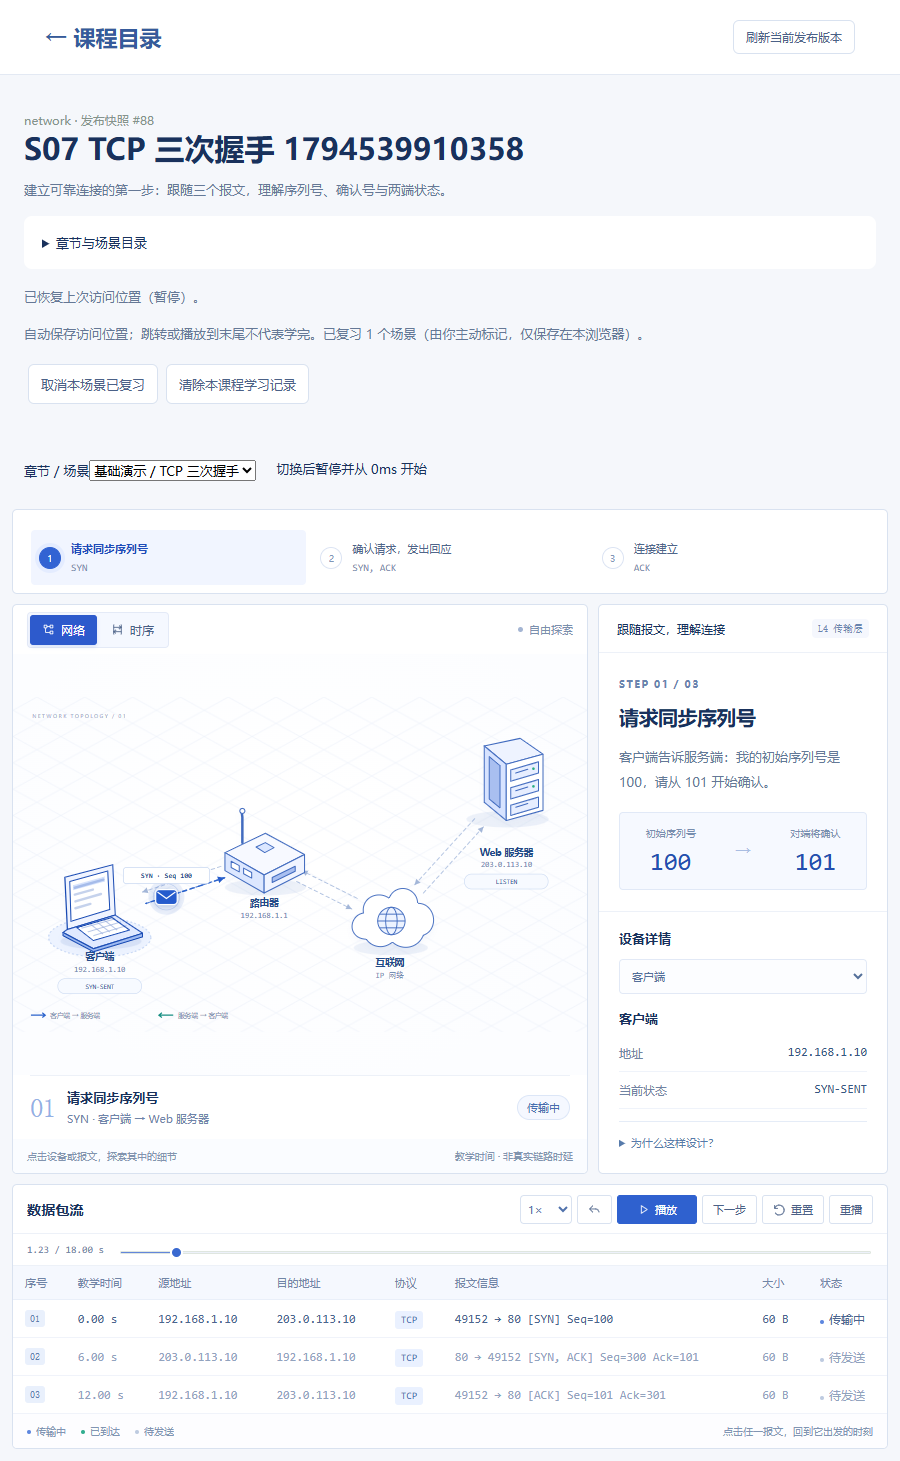 ← 课程目录
刷新当前发布版本
network · 发布快照 #88
S07 TCP 三次握手 1794539910358
建立可靠连接的第一步：跟随三个报文，理解序列号、确认号与两端状态。
▶ 章节与场景目录
已恢复上次访问位置（暂停）。
自动保存访问位置；跳转或播放到末尾不代表学完。已复习 1 个场景（由你主动标记，仅保存在本浏览器）。
取消本场景已复习
清除本课程学习记录
章节 / 场景 基础演示 / TCP 三次握手 切换后暂停并从 0ms 开始
1 请求同步序列号
SYN
2 确认请求，发出回应
SYN, ACK
3 连接建立
ACK
网络 时序
自由探索
NETWORK TOPOLOGY / 01
Web 服务器
203.0.113.10
LISTEN
SYN · Seq 100
路由器
192.168.1.1
互联网
IP 网络
客户端
192.168.1.10
SYN-SENT
客户端 → 服务端
服务端 → 客户端
01 请求同步序列号
SYN · 客户端 → Web 服务器
传输中
点击设备或报文，探索其中的细节
教学时间 · 非真实链路时延
跟随报文，理解连接
L4 传输层
STEP 01 / 03
请求同步序列号
客户端告诉服务端：我的初始序列号是
100，请从 101 开始确认。
初始序列号 对端将确认
100 → 101
设备详情
客户端
客户端
地址 192.168.1.10
当前状态 SYN-SENT
▶ 为什么这样设计？
数据包流
1× 播放 下一步 重置 重播
1.23 / 18.00 s
序号 教学时间 源地址 目的地址 协议 报文信息 大小 状态
01 0.00 s 192.168.1.10 203.0.113.10 TCP 49152 → 80 [SYN] Seq=100 60 B 传输中
02 6.00 s 203.0.113.10 192.168.1.10 TCP 80 → 49152 [SYN, ACK] Seq=300 Ack=101 60 B 待发送
03 12.00 s 192.168.1.10 203.0.113.10 TCP 49152 → 80 [ACK] Seq=101 Ack=301 60 B 待发送
传输中 已到达 待发送
点击任一报文，回到它出发的时刻